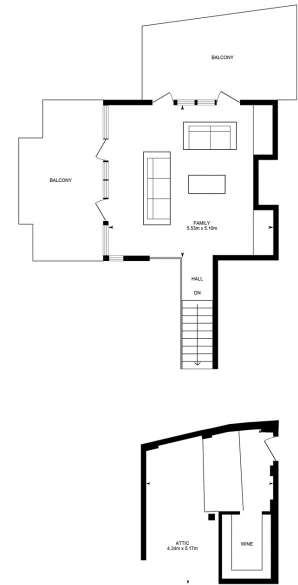 BALCONY
BALCONY
FAMILY
5.53m x 5.18m
HALL
DN
ATTIC
4.24m x 5.17m
WINE